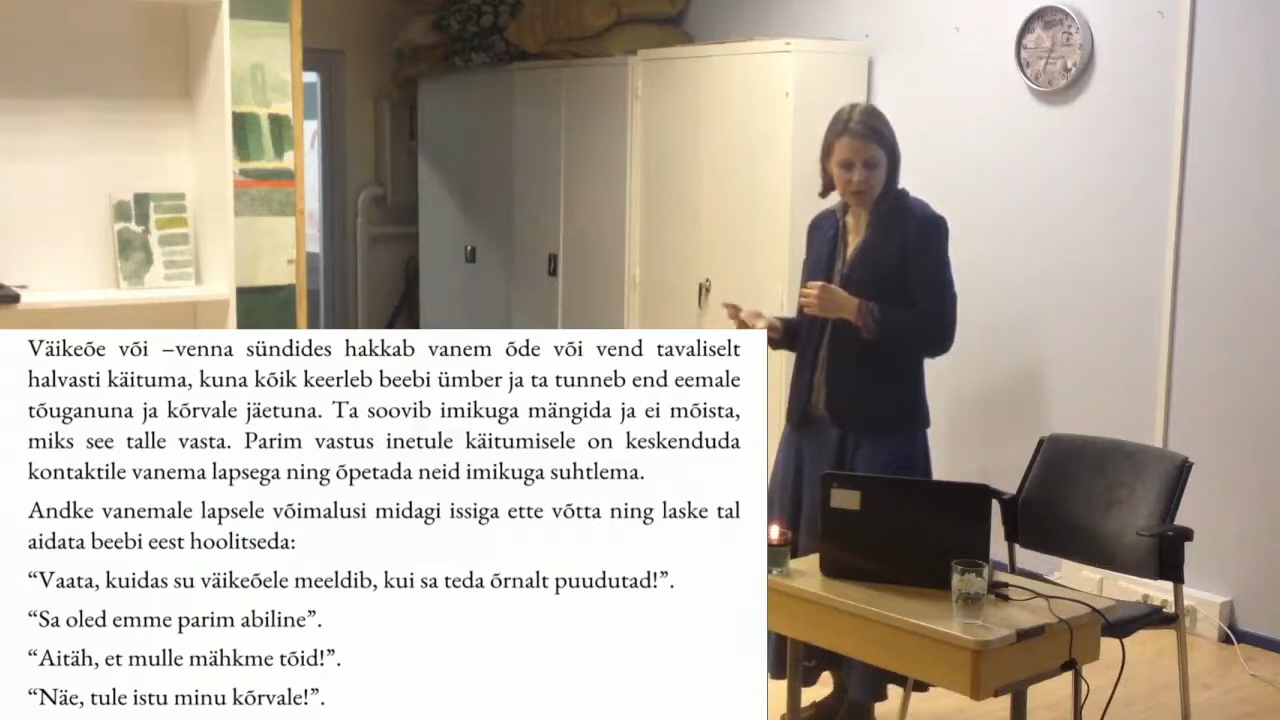 Väikeõe või –venna sündides hakkab vanem õde või vend tavaliselt
halvasti käituma, kuna kõik keerleb beebi ümber ja ta tunneb end eemale
tõuganuna ja kõrvale jäetuna. Ta soovib imikuga mängida ja ei mõista,
miks see talle vasta. Parim vastus inetule käitumisele on keskenduda
kontaktile vanema lapsega ning õpetada neid imikuga suhtlema.
Andke vanemale lapsele võimalusi midagi issiga ette võtta ning laske tal
aidata beebi eest hoolitseda:
“Vaata, kuidas su väikeõele meeldib, kui sa teda õrnalt puudutad!”.
“Sa oled emme parim abiline”.
“Aitäh, et mulle mähkme tõid!”.
“Näe, tule istu minu kõrvale!”.